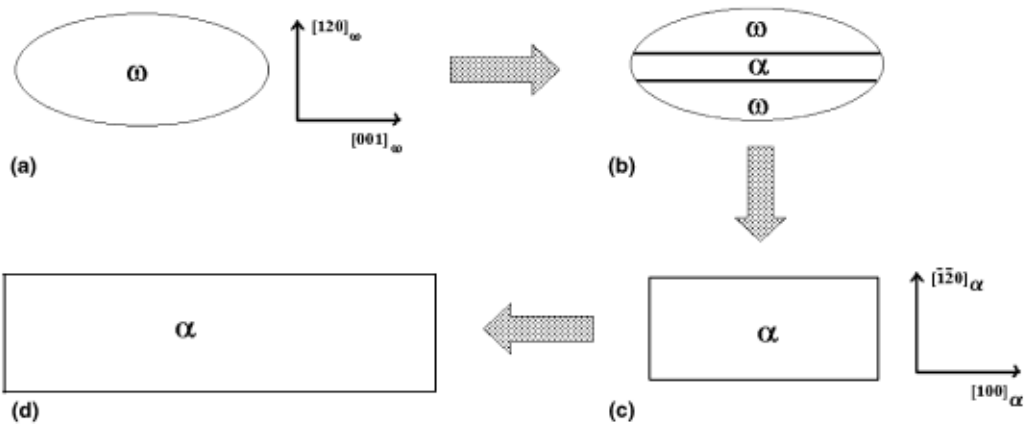 [120]ω
ω
[001]ω
(a)
ω
α
ω
(b)
α
(d)
α
[1̄2̄0]α
[100]α
(c)